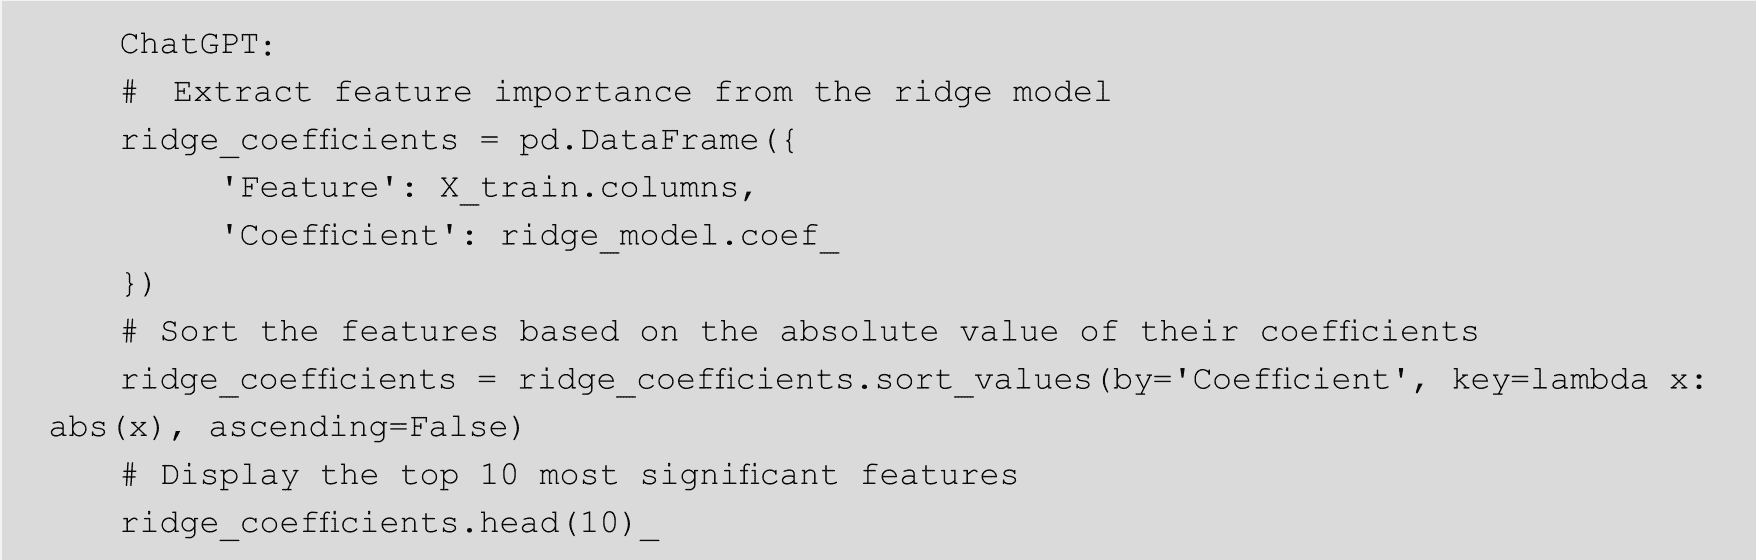 ChatGPT:
#  Extract feature importance from the ridge model
ridge_coefficients = pd.DataFrame({
'Feature': X_train.columns,
'Coefficient': ridge_model.coef_
})
# Sort the features based on the absolute value of their coefficients
ridge_coefficients = ridge_coefficients.sort_values(by='Coefficient', key=lambda x:
abs(x), ascending=False)
# Display the top 10 most significant features
ridge_coefficients.head(10)_